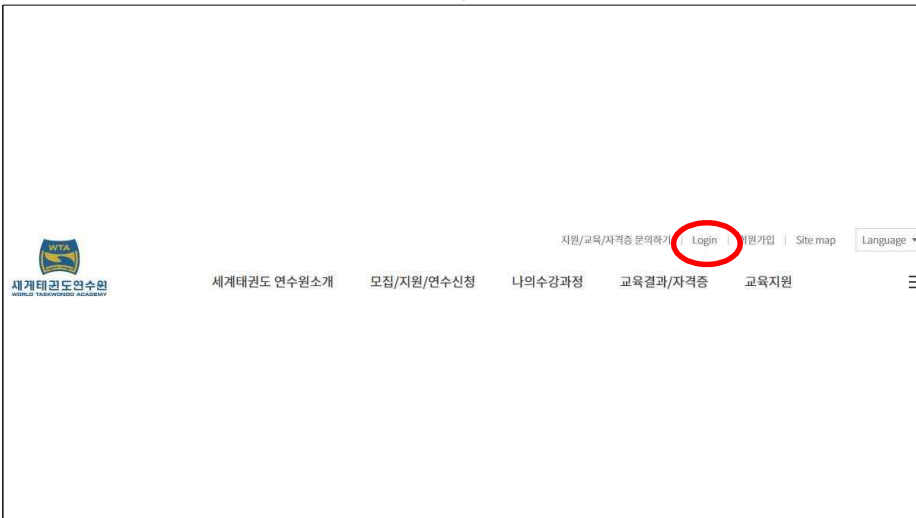 지원/교육/자격증 문의하기 | Login | 회원가입 | Site map Language
WTA
세계태권도연수원
WORLD TAEKWONDO ACADEMY
세계태권도 연수원소개 모집/지원/연수신청 나의수강과정 교육결과/자격증 교육지원